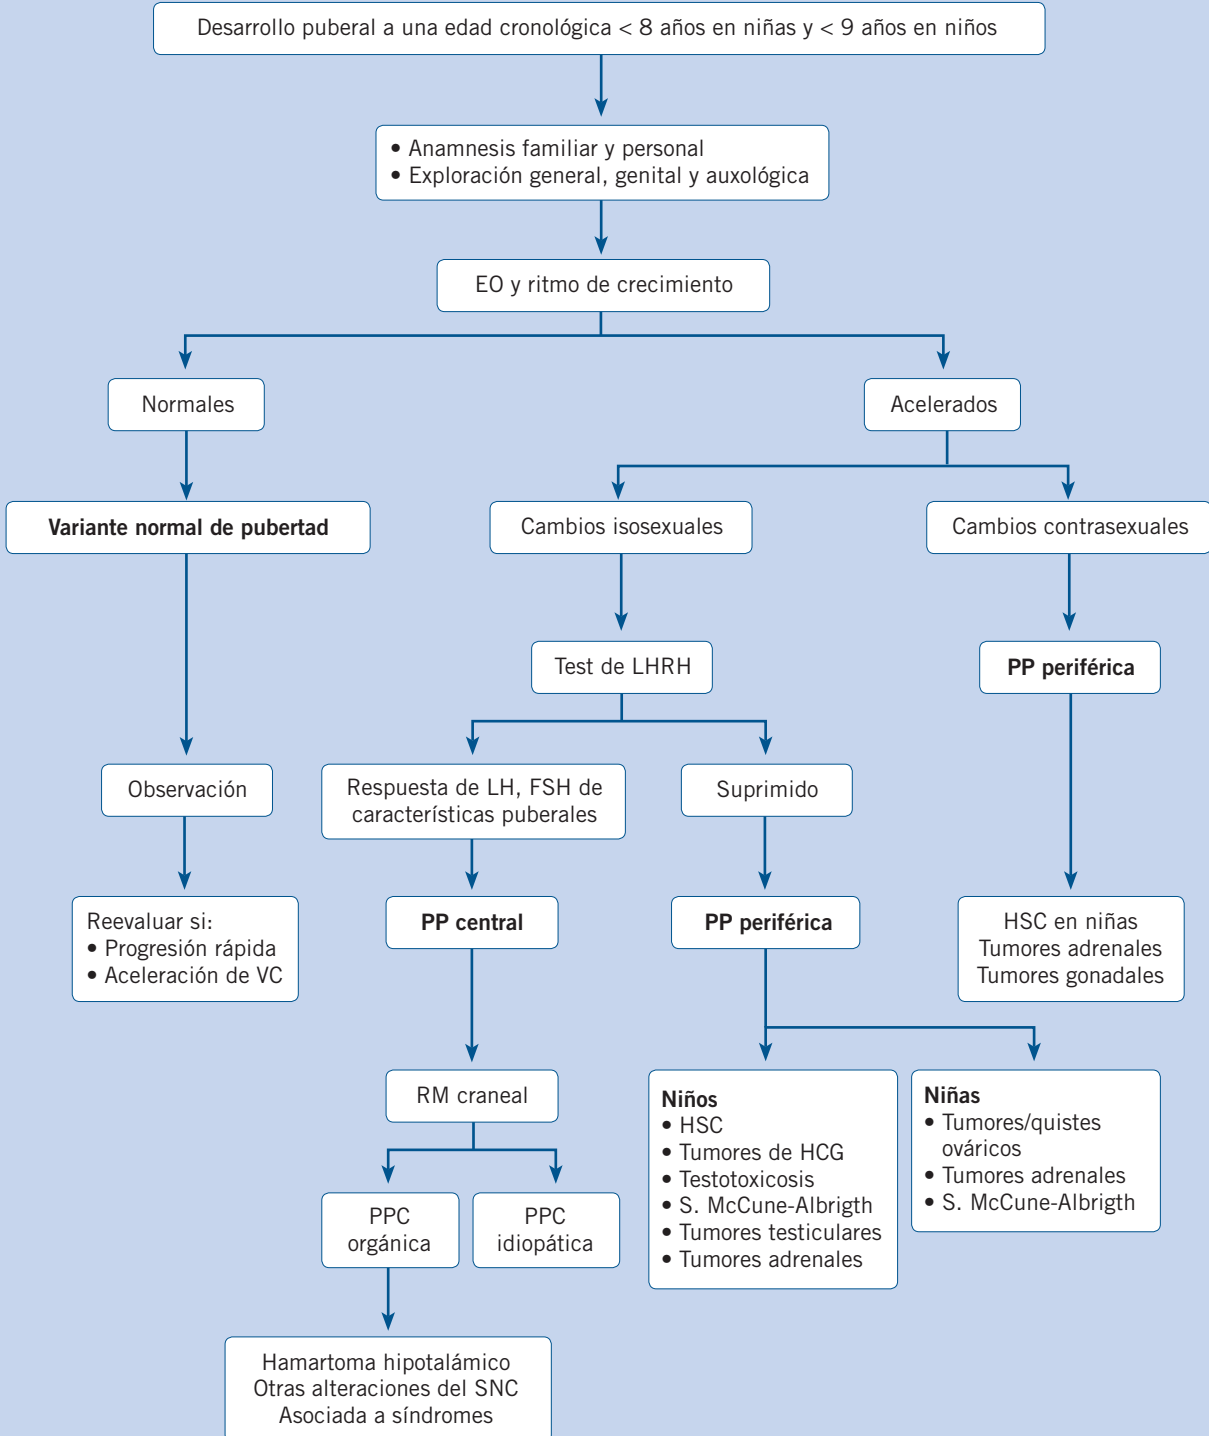 Desarrollo puberal a una edad cronológica < 8 años en niñas y < 9 años en niños
• Anamnesis familiar y personal
• Exploración general, genital y auxológica
EO y ritmo de crecimiento
Normales
Acelerados
Variante normal de pubertad
Cambios isosexuales
Cambios contrasexuales
Test de LHRH
PP periférica
Observación
Respuesta de LH, FSH de
características puberales
Suprimido
Reevaluar si:
• Progresión rápida
• Aceleración de VC
PP central
PP periférica
HSC en niñas
Tumores adrenales
Tumores gonadales
RM craneal
Niños
• HSC
• Tumores de HCG
• Testotoxicosis
• S. McCune-Albrigth
• Tumores testiculares
• Tumores adrenales
Niñas
• Tumores/quistes
ováricos
• Tumores adrenales
• S. McCune-Albrigth
PPC
orgánica
PPC
idiopática
Hamartoma hipotalámico
Otras alteraciones del SNC
Asociada a síndromes